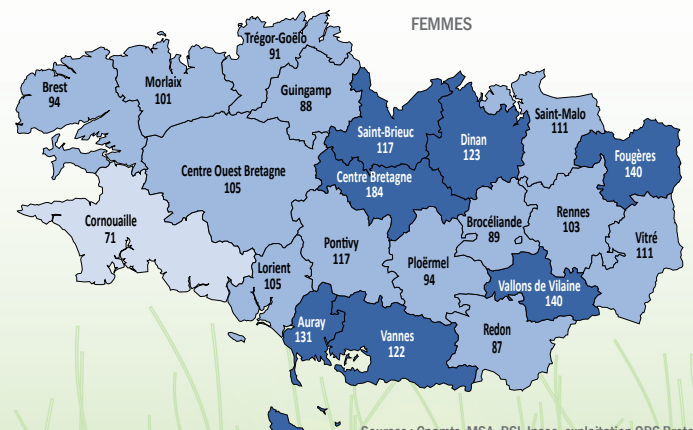 FEMMES
Trégor-Goëlo
91
Brest
94
Morlaix
101
Guingamp
88
Saint-Brieuc
117
Dinan
123
Saint-Malo
111
Fougères
140
Centre Ouest Bretagne
105
Centre Bretagne
184
Cornouaille
71
Lorient
105
Pontivy
117
Ploërmel
94
Brocéliande
89
Rennes
103
Vitré
111
Vallons de Vilaine
140
Auray
131
Vannes
122
Redon
87